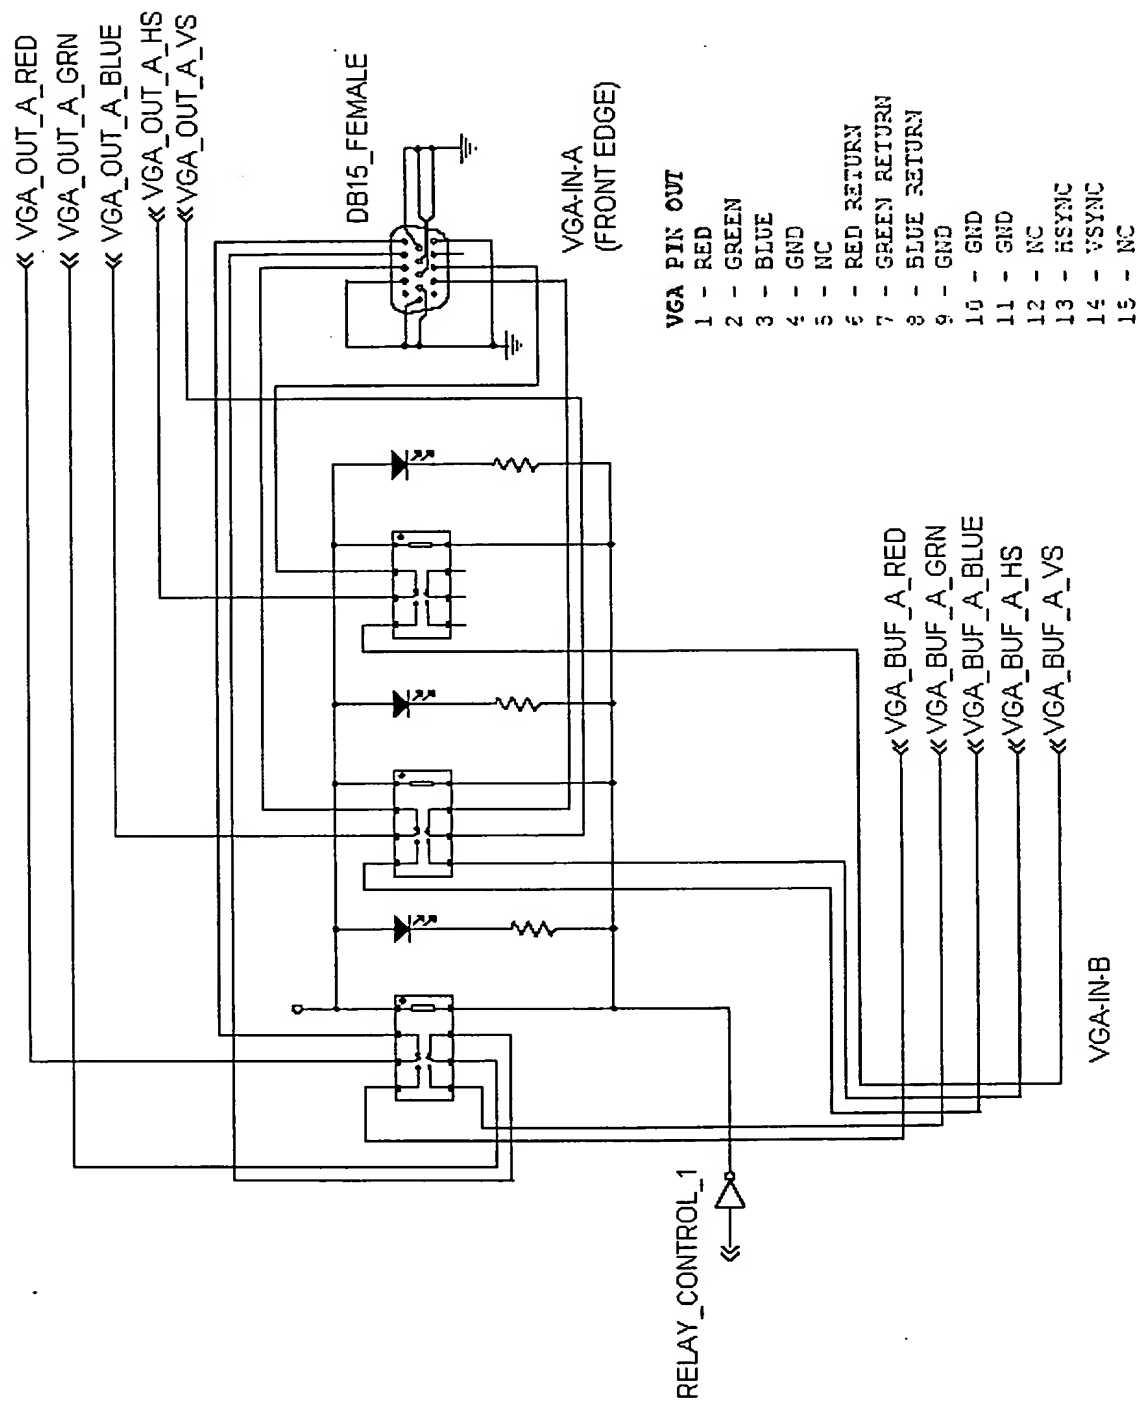 VGA_OUT_A_RED
VGA_OUT_A_GRN
VGA_OUT_A_BLUE
VGA_OUT_A_HS
VGA_OUT_A_VS
DB15_FEMALE
VGA-IN-A
(FRONT EDGE)
VGA PIN OUT
1 - RED
2 - GREEN
3 - BLUE
4 - GND
5 - NC
6 - RED RETURN
7 - GREEN RETURN
8 - BLUE RETURN
9 - GND
10 - GND
11 - GND
12 - NC
13 - HSYNC
14 - VSYNC
15 - NC
VGA_BUF_A_RED
VGA_BUF_A_GRN
VGA_BUF_A_BLUE
VGA_BUF_A_HS
VGA_BUF_A_VS
RELAY_CONTROL_1
VGA-IN-B